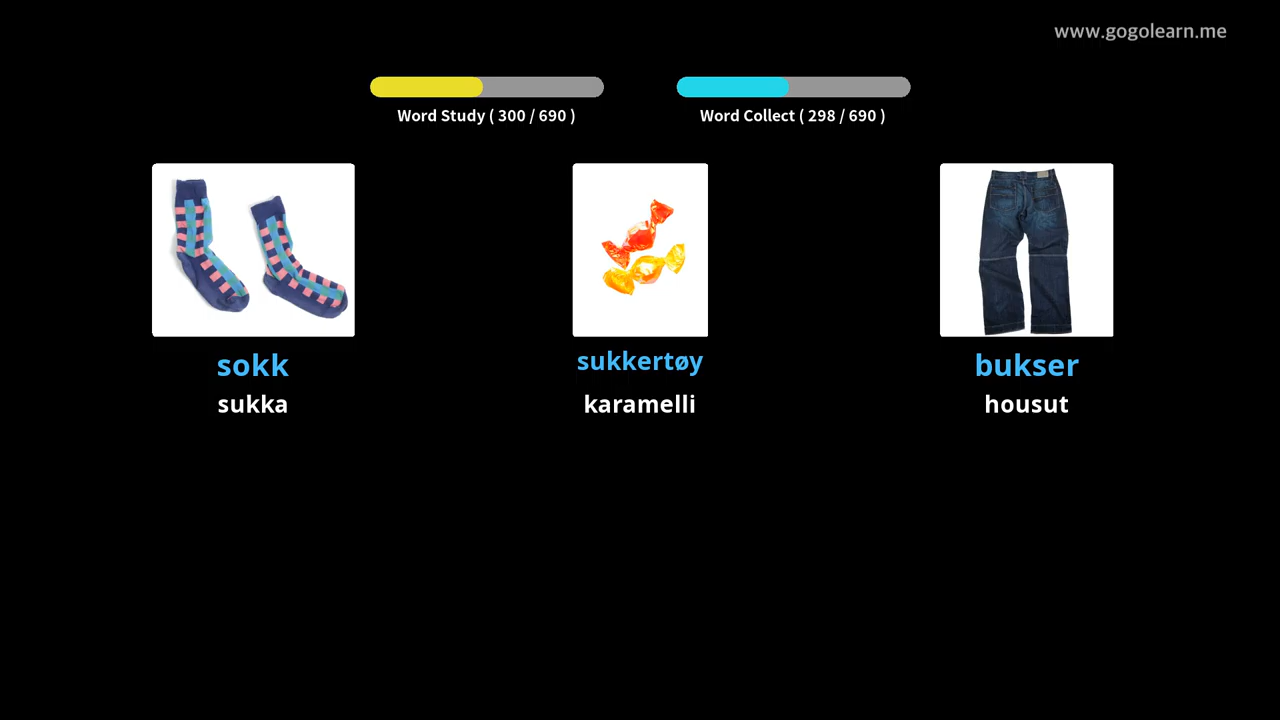 www.gogolearn.me
Word Study ( 300 / 690 )
Word Collect ( 298 / 690 )
sokk
sukkertøy
bukser
sukka
karamelli
housut